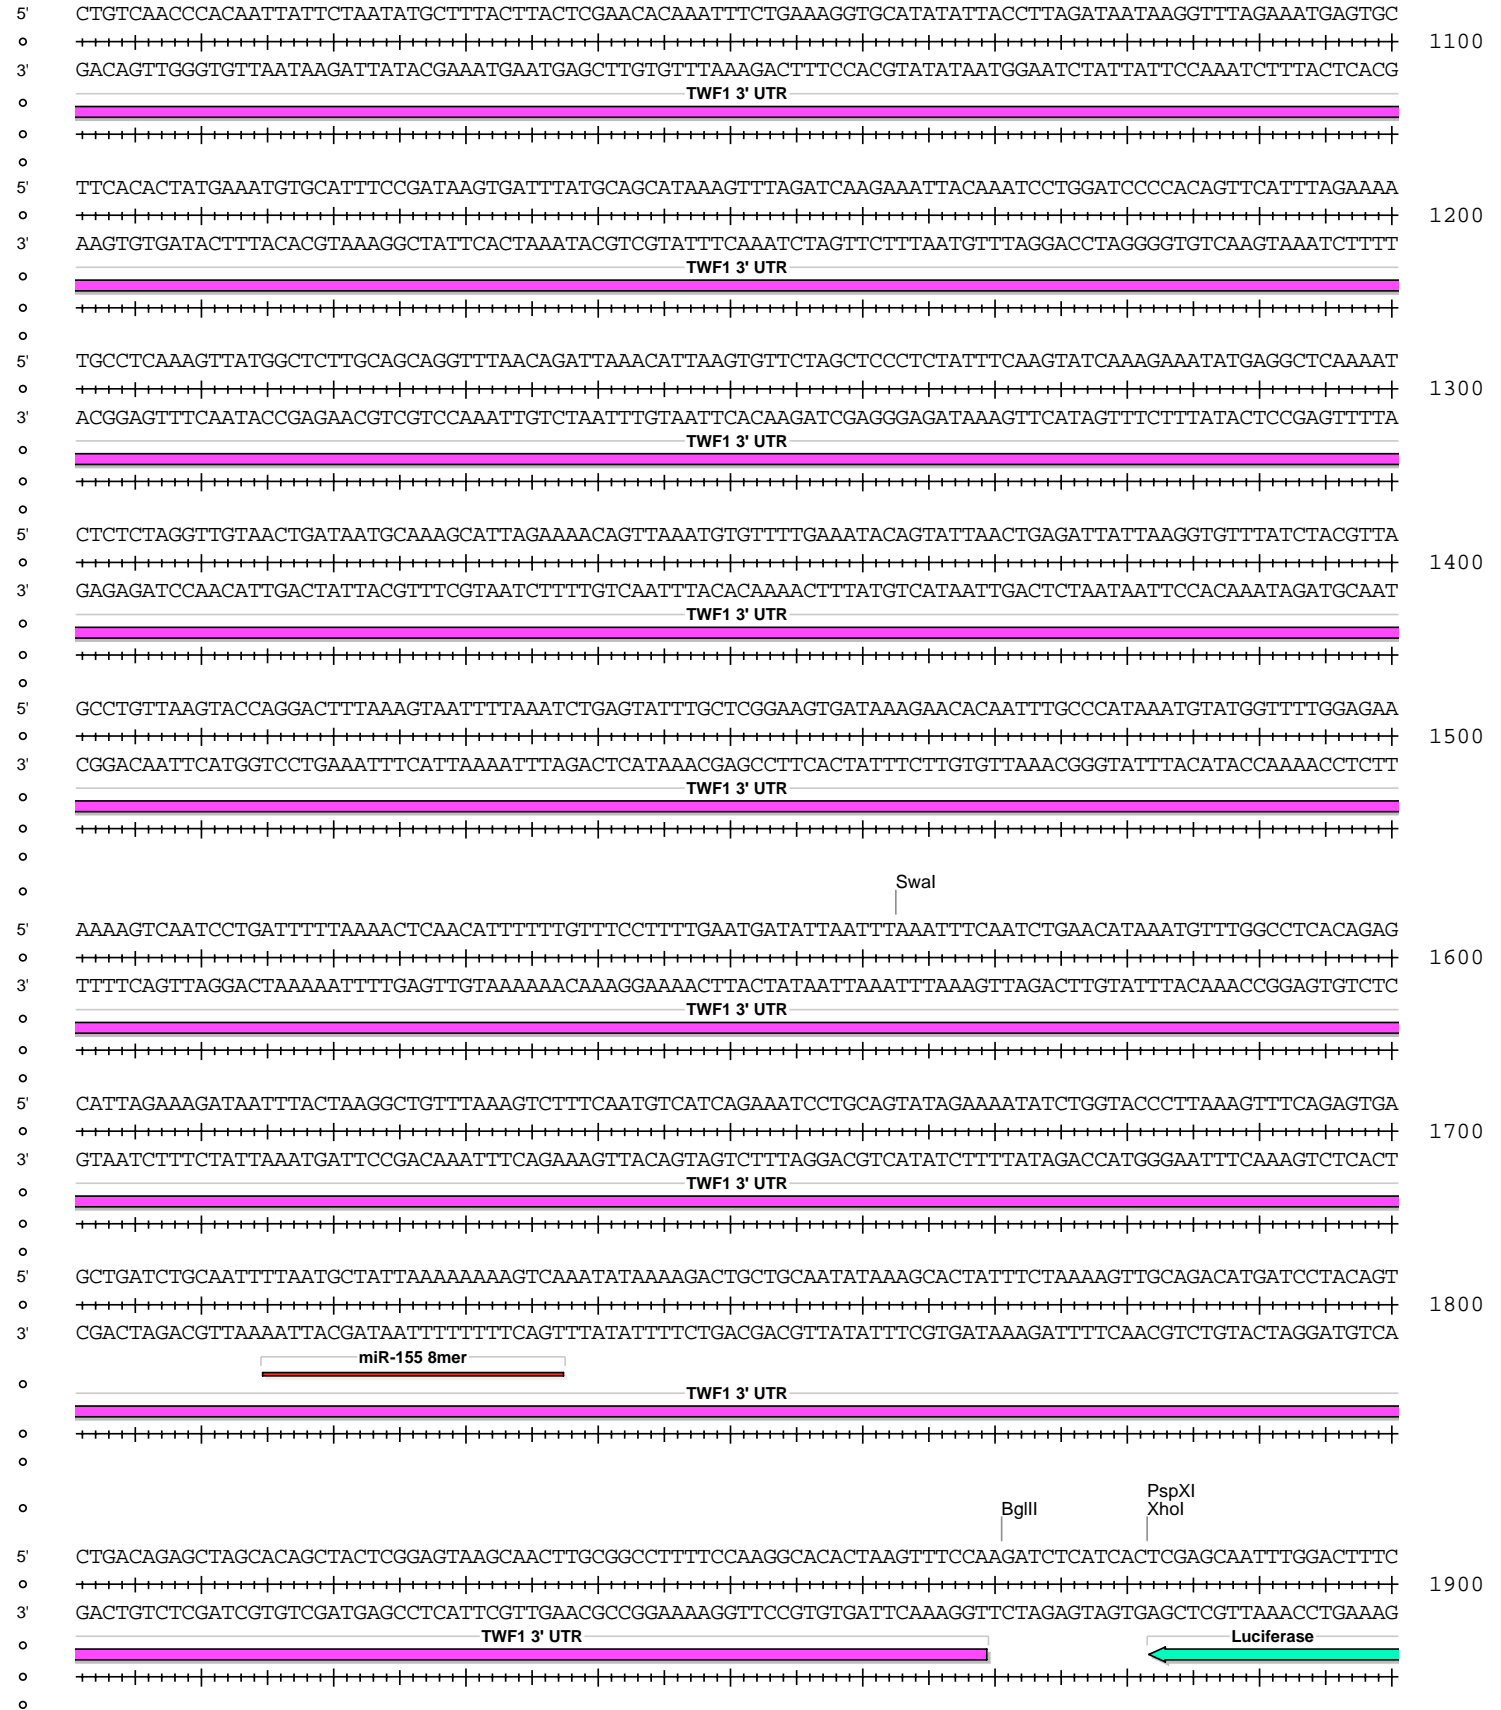 5' CTGTCAACCCACAATTATTCTAATATGCTTTACTTACTCGAACACAAATTTCTGAAAGGTGCATATATTACCTTAGATAATAAGGTTTAGAAATGAGTGC
1100
3' GACAGTTGGGTGTTAATAAGATTATACGAAATGAATGAGCTTGTGTTTAAAGACTTTCCACGTATATAATGGAATCTATTATTCCAAATCTTTACTCACG
TWF1 3' UTR
5' TTCACACTATGAAATGTGCATTTCCGATAAGTGATTTATGCAGCATAAAGTTTAGATCAAGAAATTACAAATCCTGGATCCCCACAGTTCATTTAGAAAA
1200
3' AAGTGTGATACTTTACACGTAAAGGCTATTCACTAAATACGTCGTATTTCAAATCTAGTTCTTTAATGTTTAGGACCTAGGGGTGTCAAGTAAATCTTTT
TWF1 3' UTR
5' TGCCTCAAAGTTATGGCTCTTGCAGCAGGTTTAACAGATTAAACATTAAGTGTTCTAGCTCCCTCTATTTCAAGTATCAAAGAAATATGAGGCTCAAAAT
1300
3' ACGGAGTTTCAATACCGAGAACGTCGTCCAAATTGTCTAATTTGTAATTCACAAGATCGAGGGAGATAAAGTTCATAGTTTCTTTATACTCCGAGTTTTA
TWF1 3' UTR
5' CTCTCTAGGTTGTAACTGATAATGCAAAGCATTAGAAAACAGTTAAATGTGTTTTGAAATACAGTATTAACTGAGATTATTAAGGTGTTTATCTACGTTA
1400
3' GAGAGATCCAACATTGACTATTACGTTTCGTAATCTTTTGTCAATTTACACAAAACTTTATGTCATAATTGACTCTAATAATTCCACAAATAGATGCAAT
TWF1 3' UTR
5' GCCTGTTAAGTACCAGGACTTTAAAGTAATTTTAAATCTGAGTATTTGCTCGGAAGTGATAAAGAACACAATTTGCCCATAAATGTATGGTTTTGGAGAA
1500
3' CGGACAATTCATGGTCCTGAAATTTCATTAAAATTTAGACTCATAAACGAGCCTTCACTATTTCTTGTGTTAAACGGGTATTTACATACCAAAACCTCTT
TWF1 3' UTR
SwaI
5' AAAAGTCAATCCTGATTTTTAAAACTCAACATTTTTTGTTTCCTTTTGAATGATATTAATTTAAATTTCAATCTGAACATAAATGTTTGGCCTCACAGAG
1600
3' TTTTCAGTTAGGACTAAAAATTTTGAGTTGTAAAAAACAAAGGAAAACTTACTATAATTAAATTTAAAGTTAGACTTGTATTTACAAACCGGAGTGTCTC
TWF1 3' UTR
5' CATTAGAAAGATAATTTACTAAGGCTGTTTAAAGTCTTTCAATGTCATCAGAAATCCTGCAGTATAGAAAATATCTGGTACCCTTAAAGTTTCAGAGTGA
1700
3' GTAATCTTTCTATTAAATGATTCCGACAAATTTCAGAAAGTTACAGTAGTCTTTAGGACGTCATATCTTTTATAGACCATGGGAATTTCAAAGTCTCACT
TWF1 3' UTR
5' GCTGATCTGCAATTTTAATGCTATTAAAAAAAAGTCAAATATAAAAGACTGCTGCAATATAAAGCACTATTTCTAAAAGTTGCAGACATGATCCTACAGT
1800
3' CGACTAGACGTTAAAATTACGATAATTTTTTTTCAGTTTATATTTTCTGACGACGTTATATTTCGTGATAAAGATTTTCAACGTCTGTACTAGGATGTCA
miR-155 8mer
TWF1 3' UTR
PspXI
BglII XhoI
5' CTGACAGAGCTAGCACAGCTACTCGGAGTAAGCAACTTGCGGCCTTTTCCAAGGCACACTAAGTTTCCAAGATCTCATCACTCGAGCAATTTGGACTTTC
1900
3' GACTGTCTCGATCGTGTCGATGAGCCTCATTCGTTGAACGCCGGAAAAGGTTCCGTGTGATTCAAAGGTTCTAGAGTAGTGAGCTCGTTAAACCTGAAAG
TWF1 3' UTR Luciferase